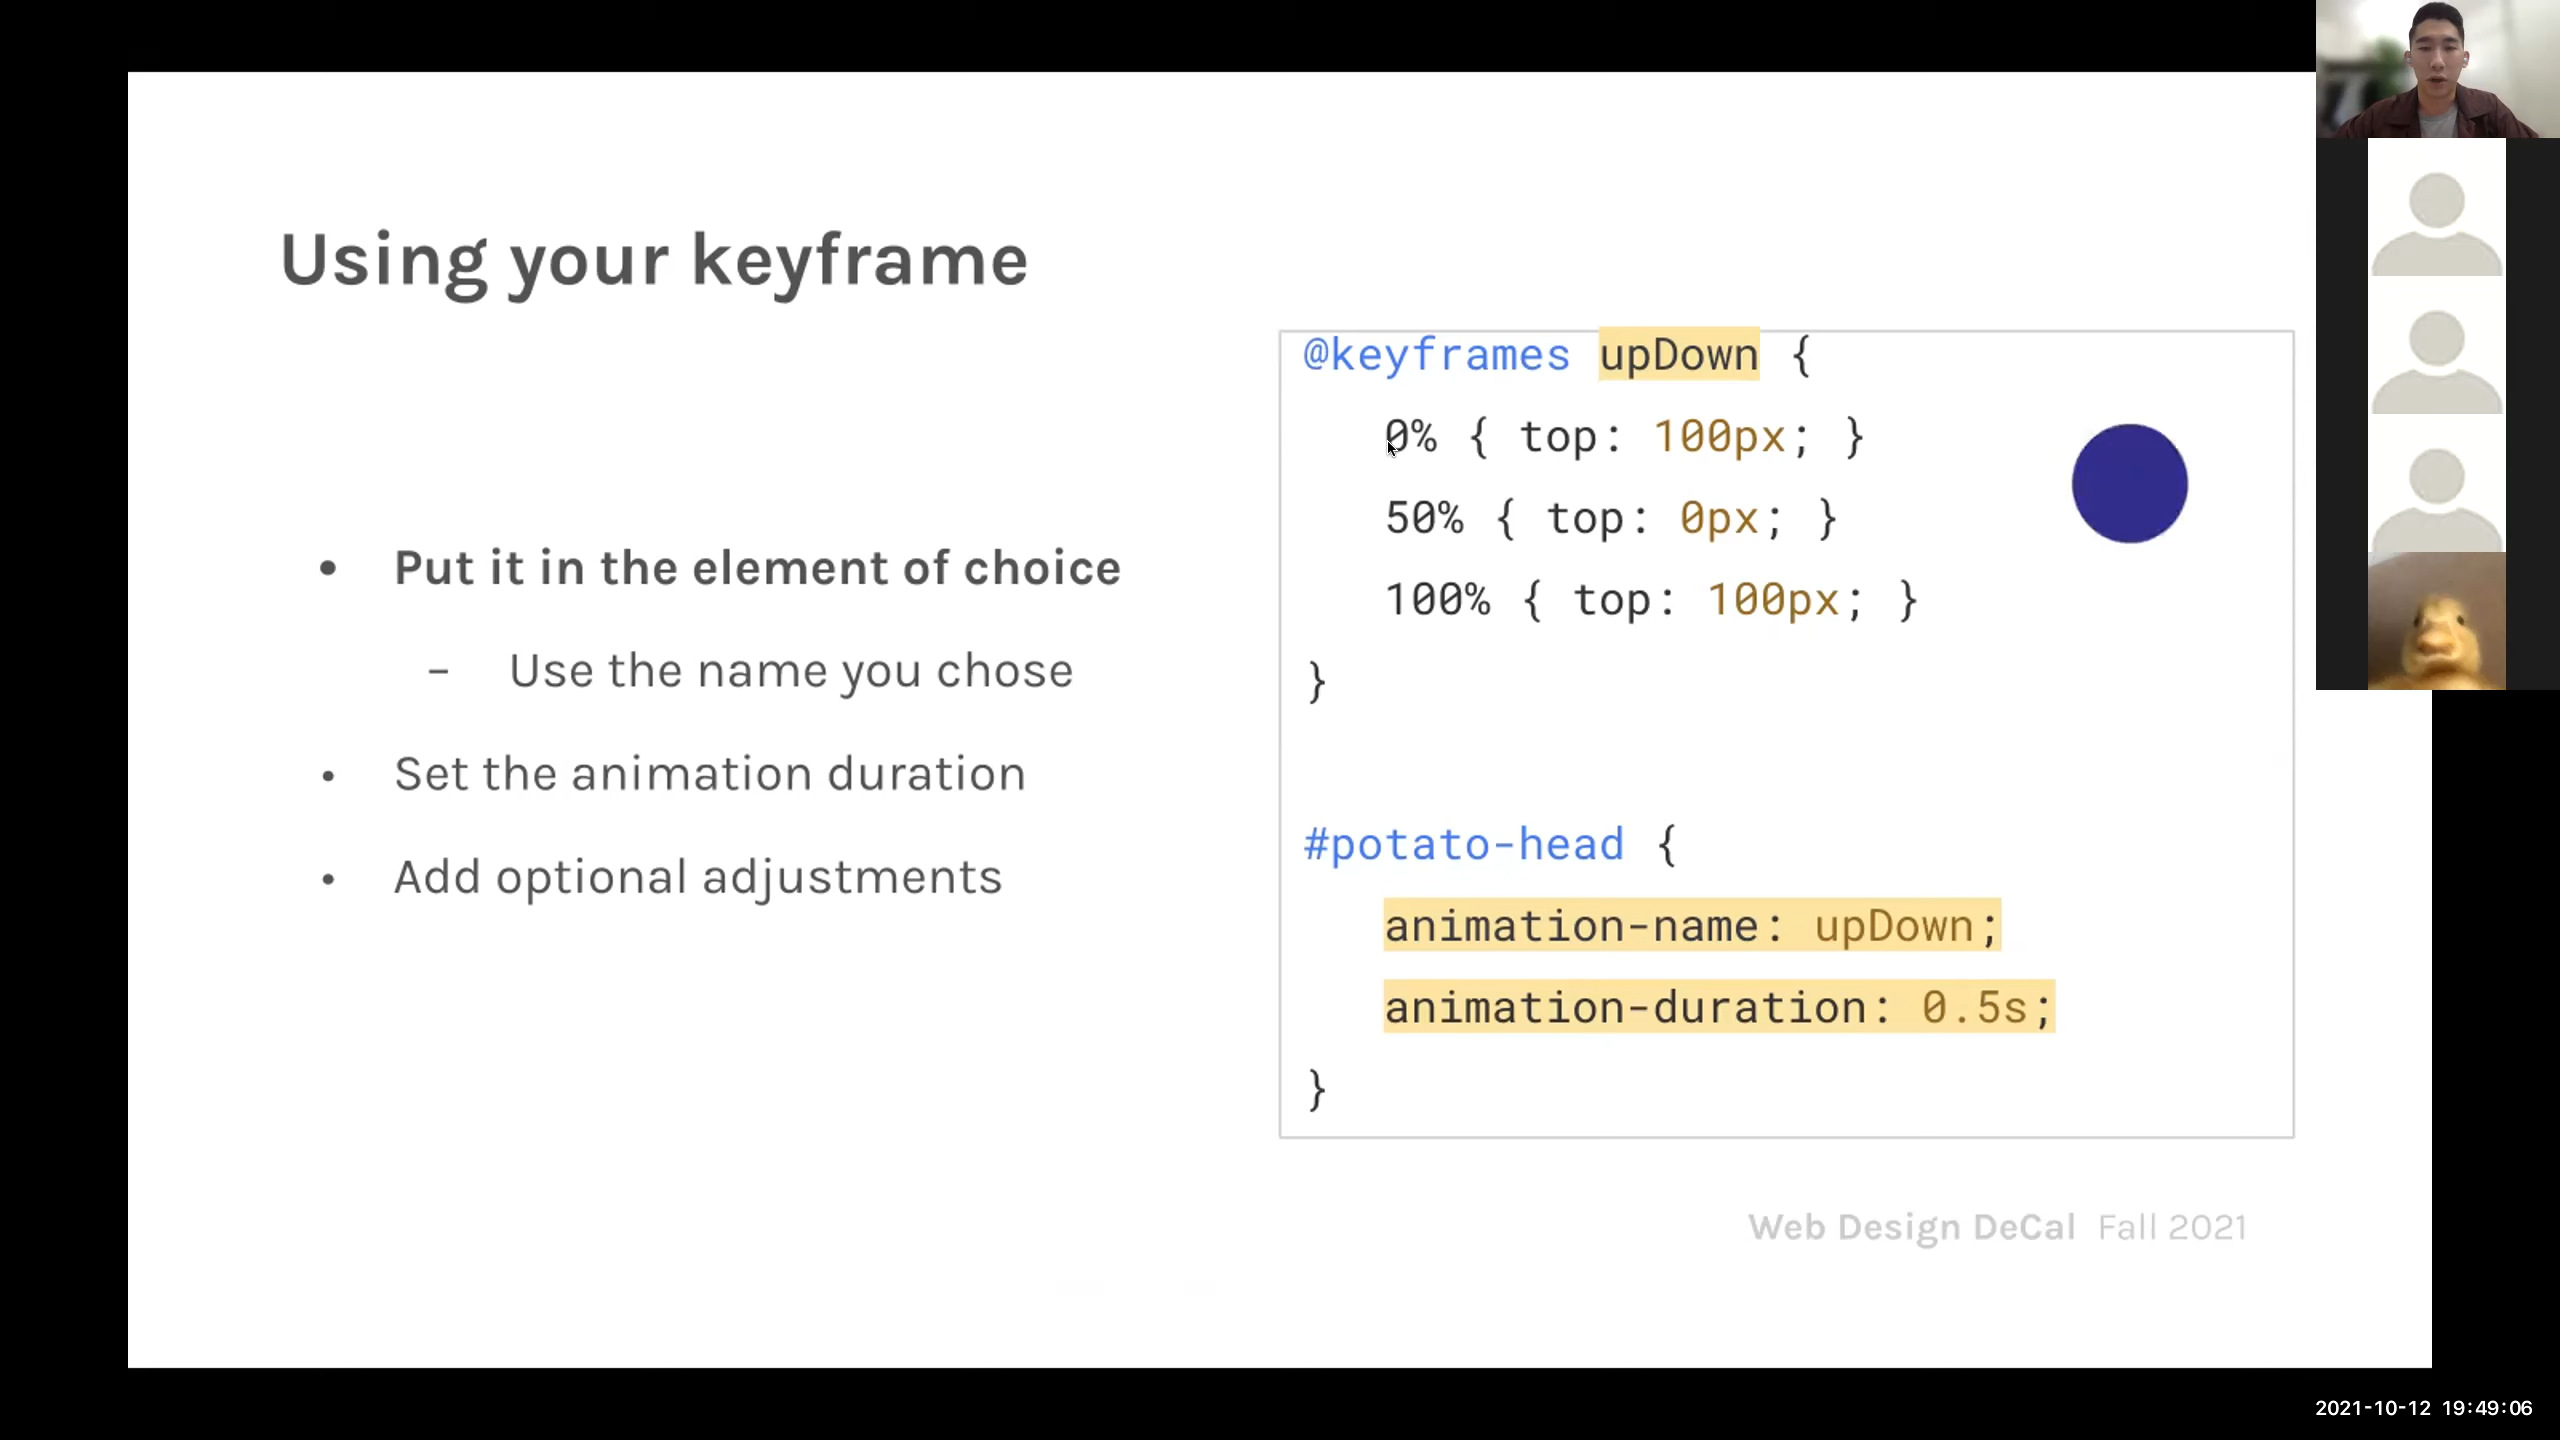 Using your keyframe
• Put it in the element of choice
– Use the name you chose
• Set the animation duration
• Add optional adjustments
@keyframes upDown {
0% { top: 100px; }
50% { top: 0px; }
100% { top: 100px; }
}
#potato-head {
animation-name: upDown;
animation-duration: 0.5s;
}
Web Design DeCal Fall 2021
2021-10-12 19:49:06